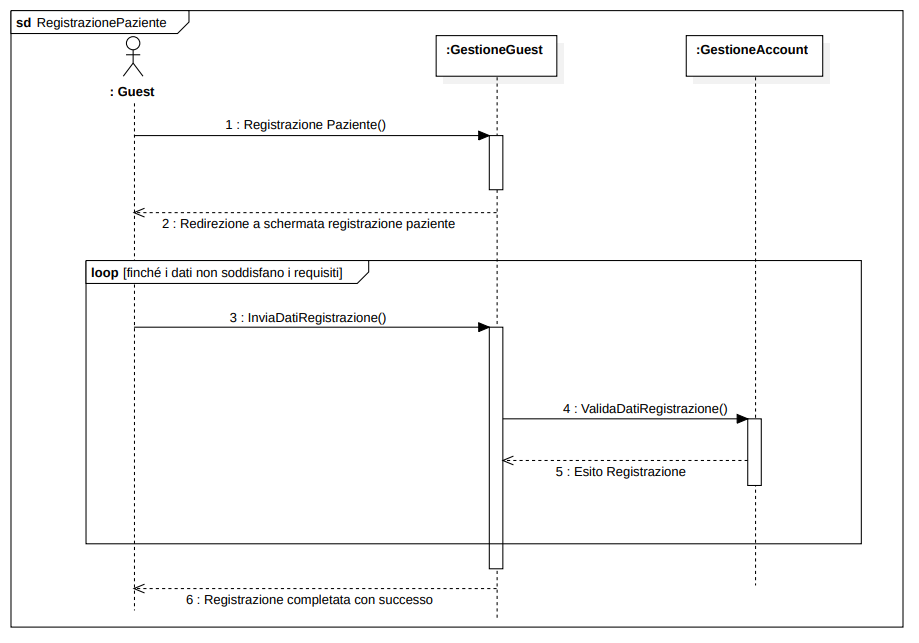 sd RegistrazionePaziente
:GestioneGuest
:GestioneAccount
: Guest
1 : Registrazione Paziente()
2 : Redirezione a schermata registrazione paziente
loop [finché i dati non soddisfano i requisiti]
3 : InviaDatiRegistrazione()
4 : ValidaDatiRegistrazione()
5 : Esito Registrazione
6 : Registrazione completata con successo